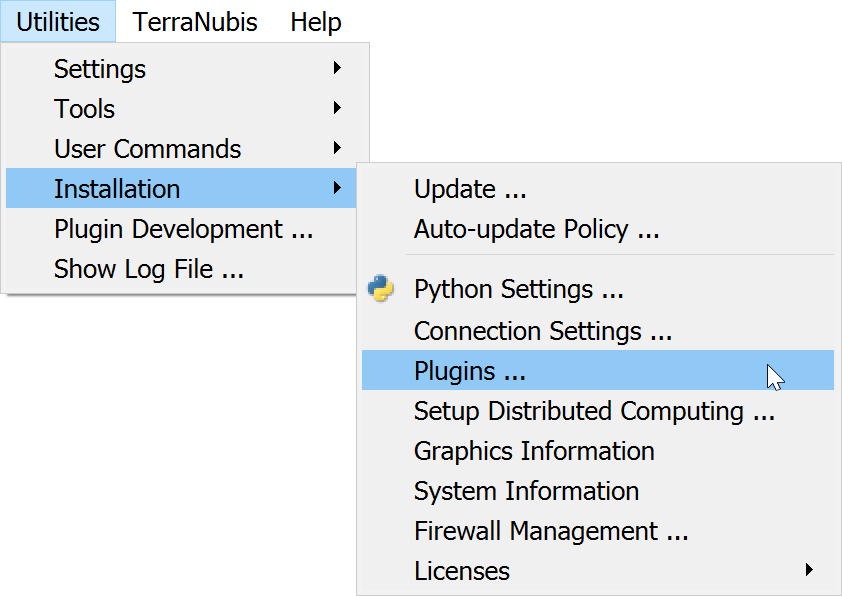 Utilities TerraNubis Help
Settings
Tools
User Commands
Installation
Plugin Development ...
Show Log File ...
Update ...
Auto-update Policy ...
Python Settings ...
Connection Settings ...
Plugins ...
Setup Distributed Computing ...
Graphics Information
System Information
Firewall Management ...
Licenses